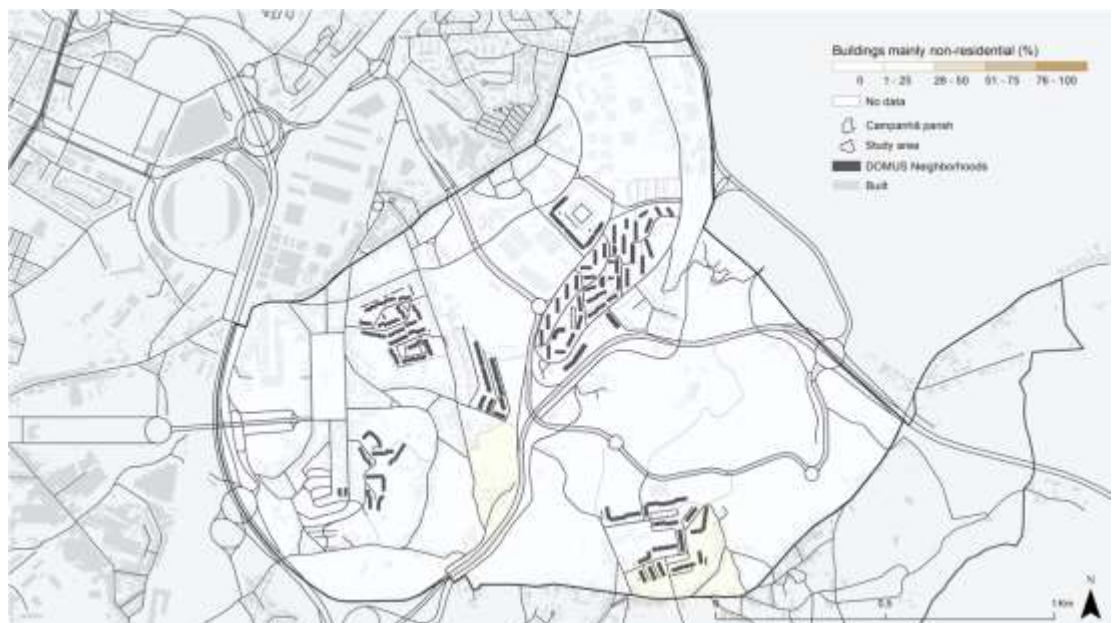 Buildings mainly non-residential (%)
0 1 - 25 26 - 50 51 - 75 76 - 100
No data
Campanhã parish
Study area
DOMUS Neighborhoods
Built
N
0 0,5 1 Km